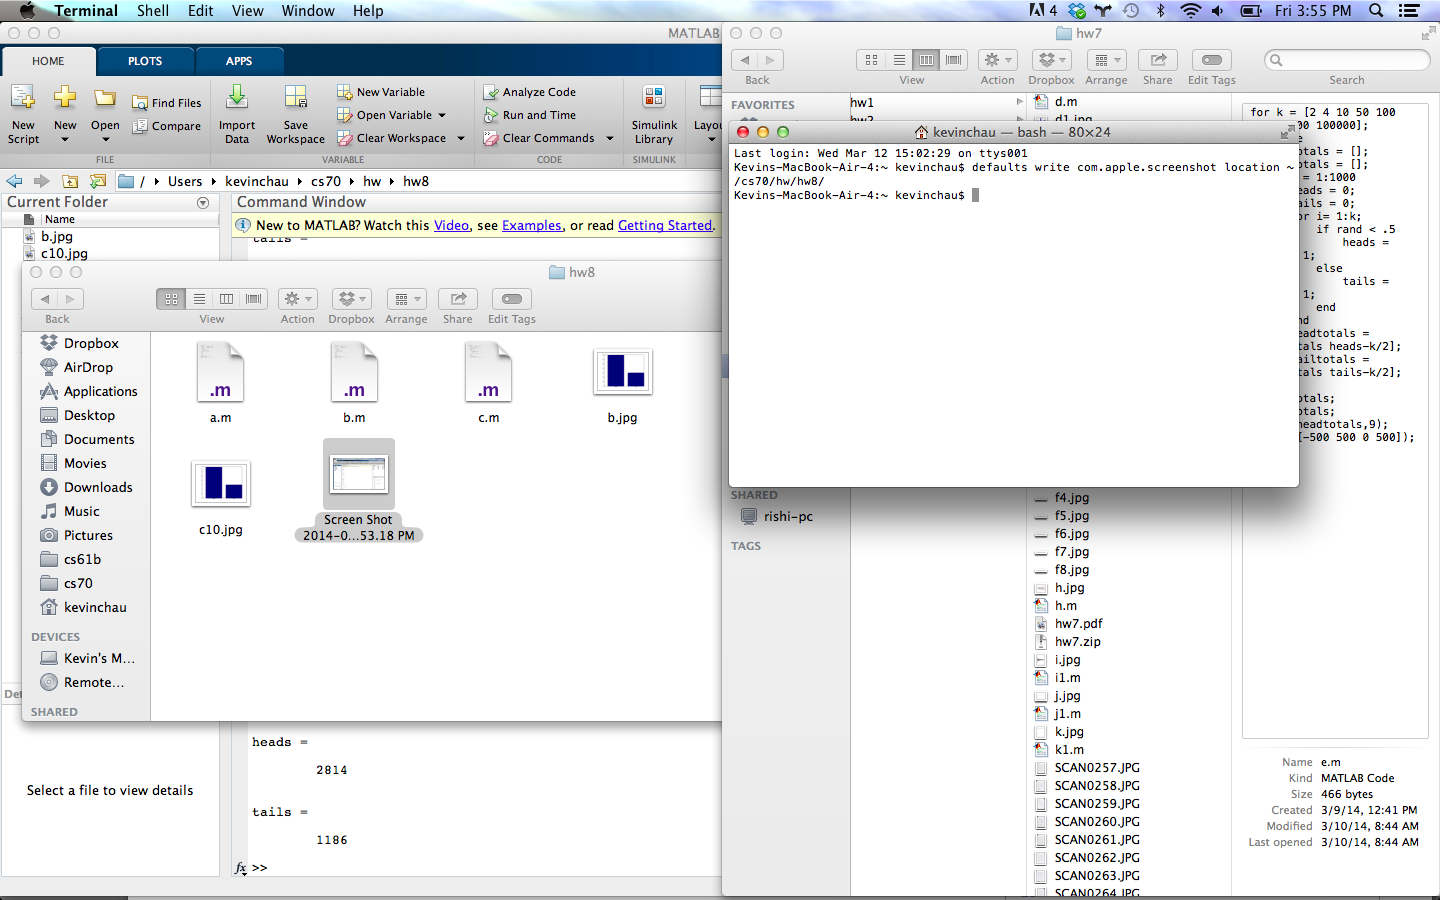 Terminal Shell Edit View Window Help
4 Fri 3:55 PM
MATLAB
HOME PLOTS APPS
New Script
New
Open
Find Files
Compare
FILE
Import Data
Save Workspace
New Variable
Open Variable
Clear Workspace
VARIABLE
Analyze Code
Run and Time
Clear Commands
CODE
Simulink Library
SIMULINK
Layou
/ Users kevinchau cs70 hw hw8
Current Folder
Name
b.jpg
c10.jpg
Command Window
New to MATLAB? Watch this Video, see Examples, or read Getting Started.
tails =
hw8
Back View Action Dropbox Arrange Share Edit Tags
Dropbox
AirDrop
Applications
Desktop
Documents
Movies
Downloads
Music
Pictures
cs61b
cs70
kevinchau
DEVICES
Kevin's M...
Remote...
SHARED
.m .m .m
a.m b.m c.m b.jpg
c10.jpg
Screen Shot
2014-0...53.18 PM
Det
Select a file to view details
heads =
2814
tails =
1186
fx >>
hw7
Back View Action Dropbox Arrange Share Edit Tags Search
FAVORITES
hw1
hw2
d.m
d1.jpg
kevinchau — bash — 80×24
Last login: Wed Mar 12 15:02:29 on ttys001
Kevins-MacBook-Air-4:~ kevinchau$ defaults write com.apple.screenshot location ~
/cs70/hw/hw8/
Kevins-MacBook-Air-4:~ kevinchau$
for k = [2 4 10 50 100
00 100000];
e
otals = [];
otals = [];
= 1:1000
eads = 0;
ails = 0;
or i= 1:k;
if rand < .5
heads =
1;
else
tails =
1;
end
nd
eadtotals =
tals heads-k/2];
ailtotals =
tals tails-k/2];
otals;
otals;
headtotals,9);
[-500 500 0 500]);
SHARED
rishi-pc
TAGS
f4.jpg
f5.jpg
f6.jpg
f7.jpg
f8.jpg
h.jpg
h.m
hw7.pdf
hw7.zip
i.jpg
i1.m
j.jpg
j1.m
k.jpg
k1.m
SCAN0257.JPG
SCAN0258.JPG
SCAN0259.JPG
SCAN0260.JPG
SCAN0261.JPG
SCAN0262.JPG
SCAN0263.JPG
SCAN0264.JPG
Name e.m
Kind MATLAB Code
Size 466 bytes
Created 3/9/14, 12:41 PM
Modified 3/10/14, 8:44 AM
Last opened 3/10/14, 8:44 AM